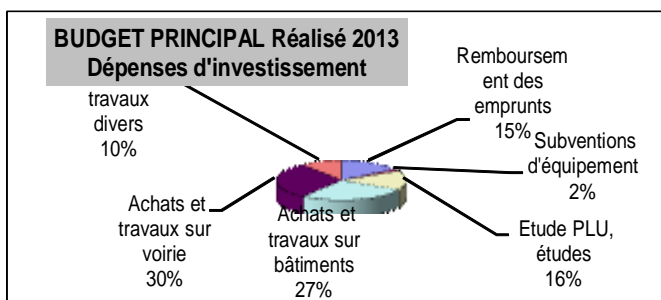 BUDGET PRINCIPAL Réalisé 2013
Dépenses d'investissement
travaux
divers
10%
Remboursem
ent des
emprunts
15%
Subventions
d'équipement
2%
Achats et
travaux sur
voirie
30%
Achats et
travaux sur
bâtiments
27%
Etude PLU,
études
16%